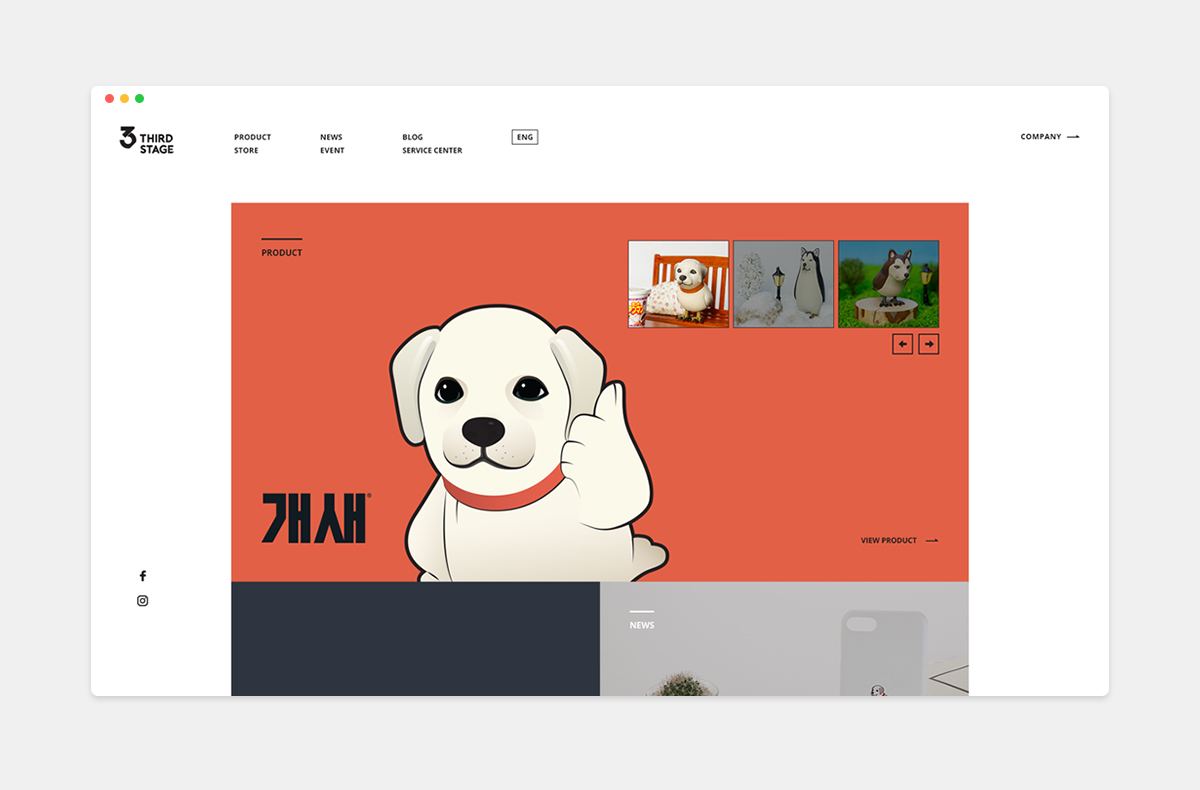 3 THIRD
STAGE
PRODUCT
STORE
NEWS
EVENT
BLOG
SERVICE CENTER
ENG
COMPANY
PRODUCT
개새®
VIEW PRODUCT
NEWS